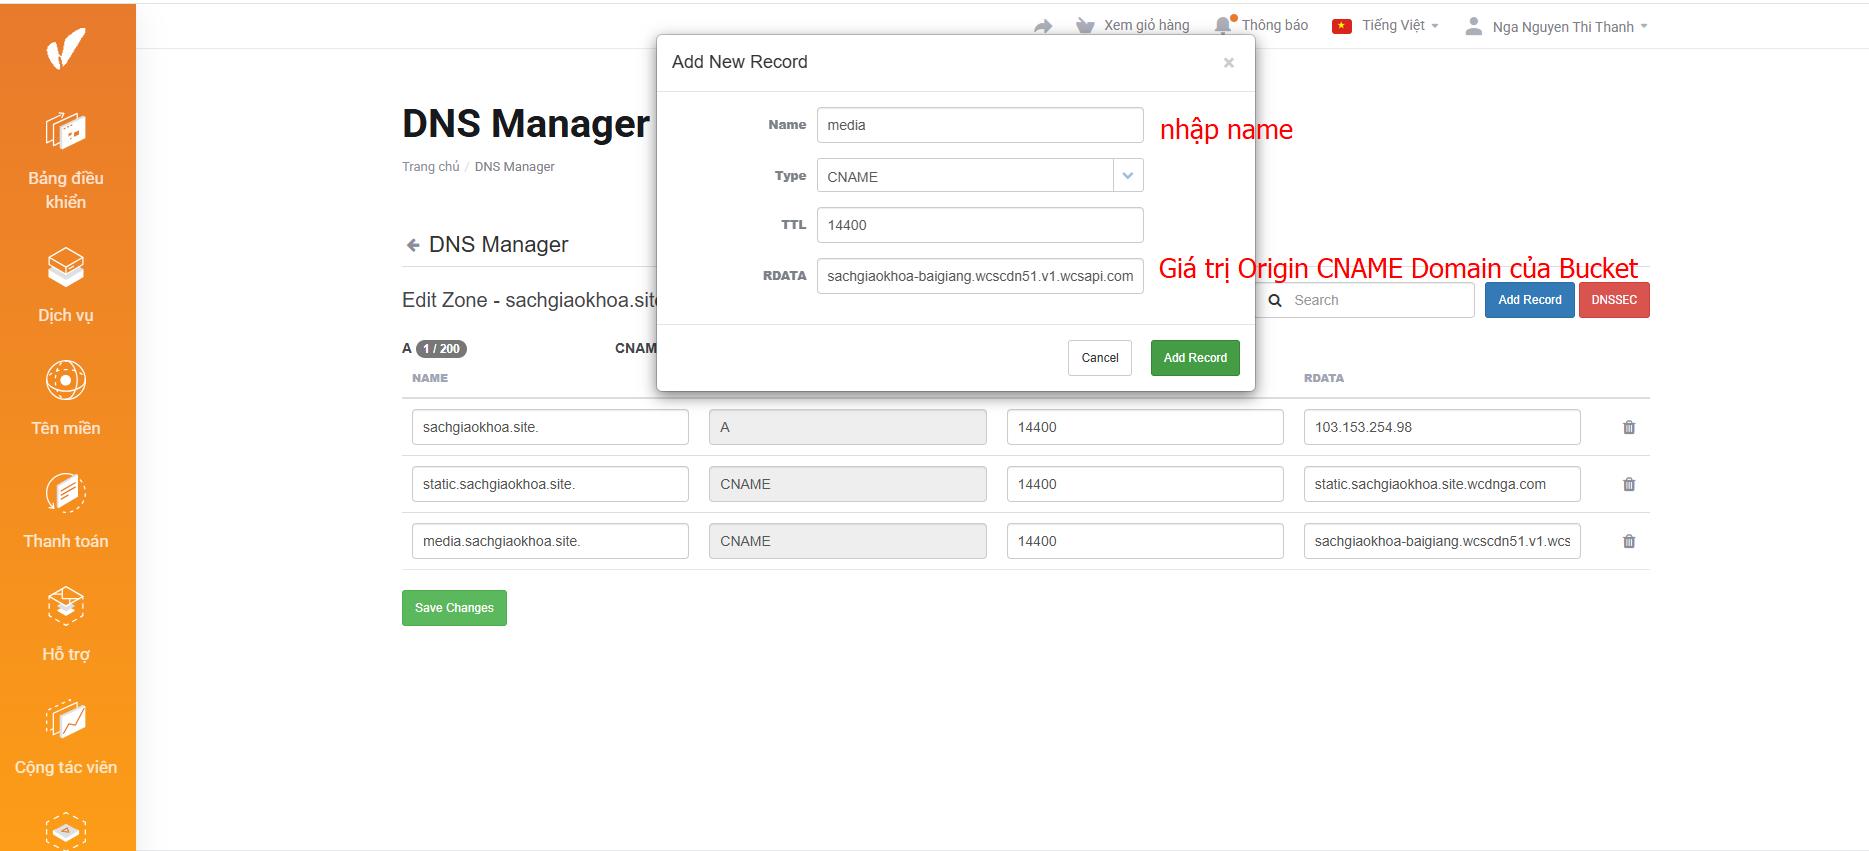 Xem giỏ hàng
Thông báo
Tiếng Việt
Nga Nguyen Thi Thanh
Bảng điều khiển
Dịch vụ
Tên miền
Thanh toán
Hỗ trợ
Cộng tác viên
DNS Manager
Trang chủ / DNS Manager
DNS Manager
Edit Zone - sachgiaokhoa.site
Add New Record
×
Name media
nhập name
Type CNAME
TTL 14400
RDATA sachgiaokhoa-baigiang.wcscdn51.v1.wcsapi.com
Giá trị Origin CNAME Domain của Bucket
Cancel
Add Record
Search
Add Record
DNSSEC
A 1 / 200
CNAM
NAME
RDATA
sachgiaokhoa.site. A 14400 103.153.254.98
static.sachgiaokhoa.site. CNAME 14400 static.sachgiaokhoa.site.wcdnga.com
media.sachgiaokhoa.site. CNAME 14400 sachgiaokhoa-baigiang.wcscdn51.v1.wcs
Save Changes